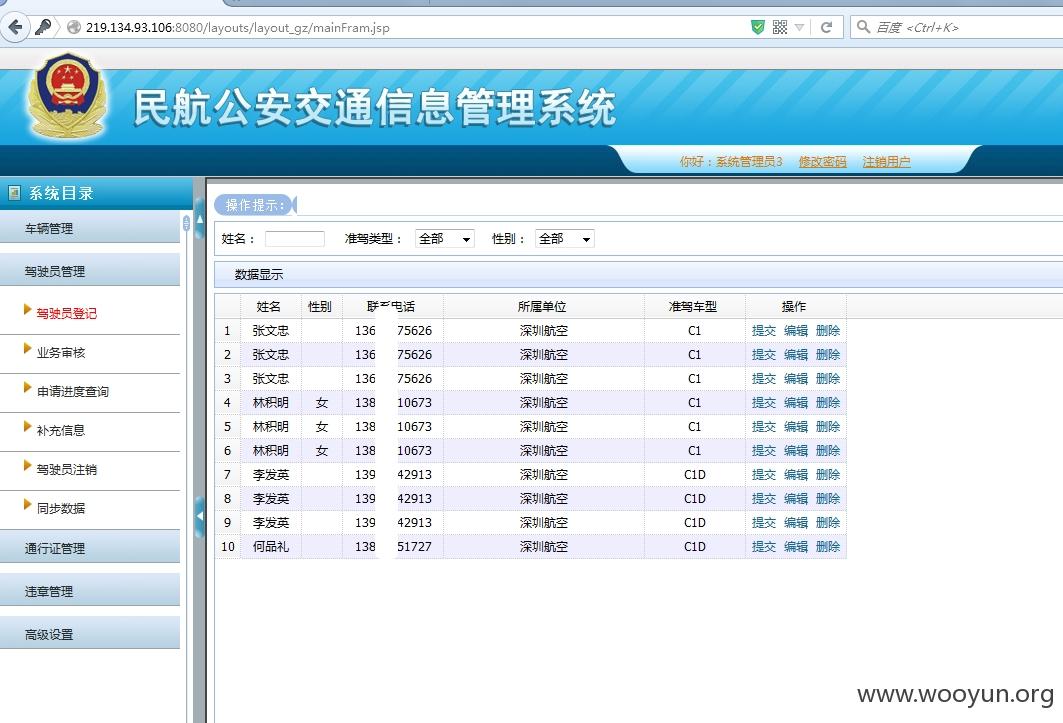 219.134.93.106:8080/layouts/layout_gz/mainFram.jsp
百度 <Ctrl+K>
民航公安交通信息管理系统
你好：系统管理员3 修改密码 注销用户
系统目录
车辆管理
驾驶员管理
驾驶员登记
业务审核
申请进度查询
补充信息
驾驶员注销
同步数据
通行证管理
违章管理
高级设置
操作提示：
姓名： 准驾类型： 全部 性别： 全部
数据显示
姓名 性别 联系电话 所属单位 准驾车型 操作
1 张文忠 136 75626 深圳航空 C1 提交 编辑 删除
2 张文忠 136 75626 深圳航空 C1 提交 编辑 删除
3 张文忠 136 75626 深圳航空 C1 提交 编辑 删除
4 林积明 女 138 10673 深圳航空 C1 提交 编辑 删除
5 林积明 女 138 10673 深圳航空 C1 提交 编辑 删除
6 林积明 女 138 10673 深圳航空 C1 提交 编辑 删除
7 李发英 139 42913 深圳航空 C1D 提交 编辑 删除
8 李发英 139 42913 深圳航空 C1D 提交 编辑 删除
9 李发英 139 42913 深圳航空 C1D 提交 编辑 删除
10 何品礼 138 51727 深圳航空 C1D 提交 编辑 删除
www.wooyun.org